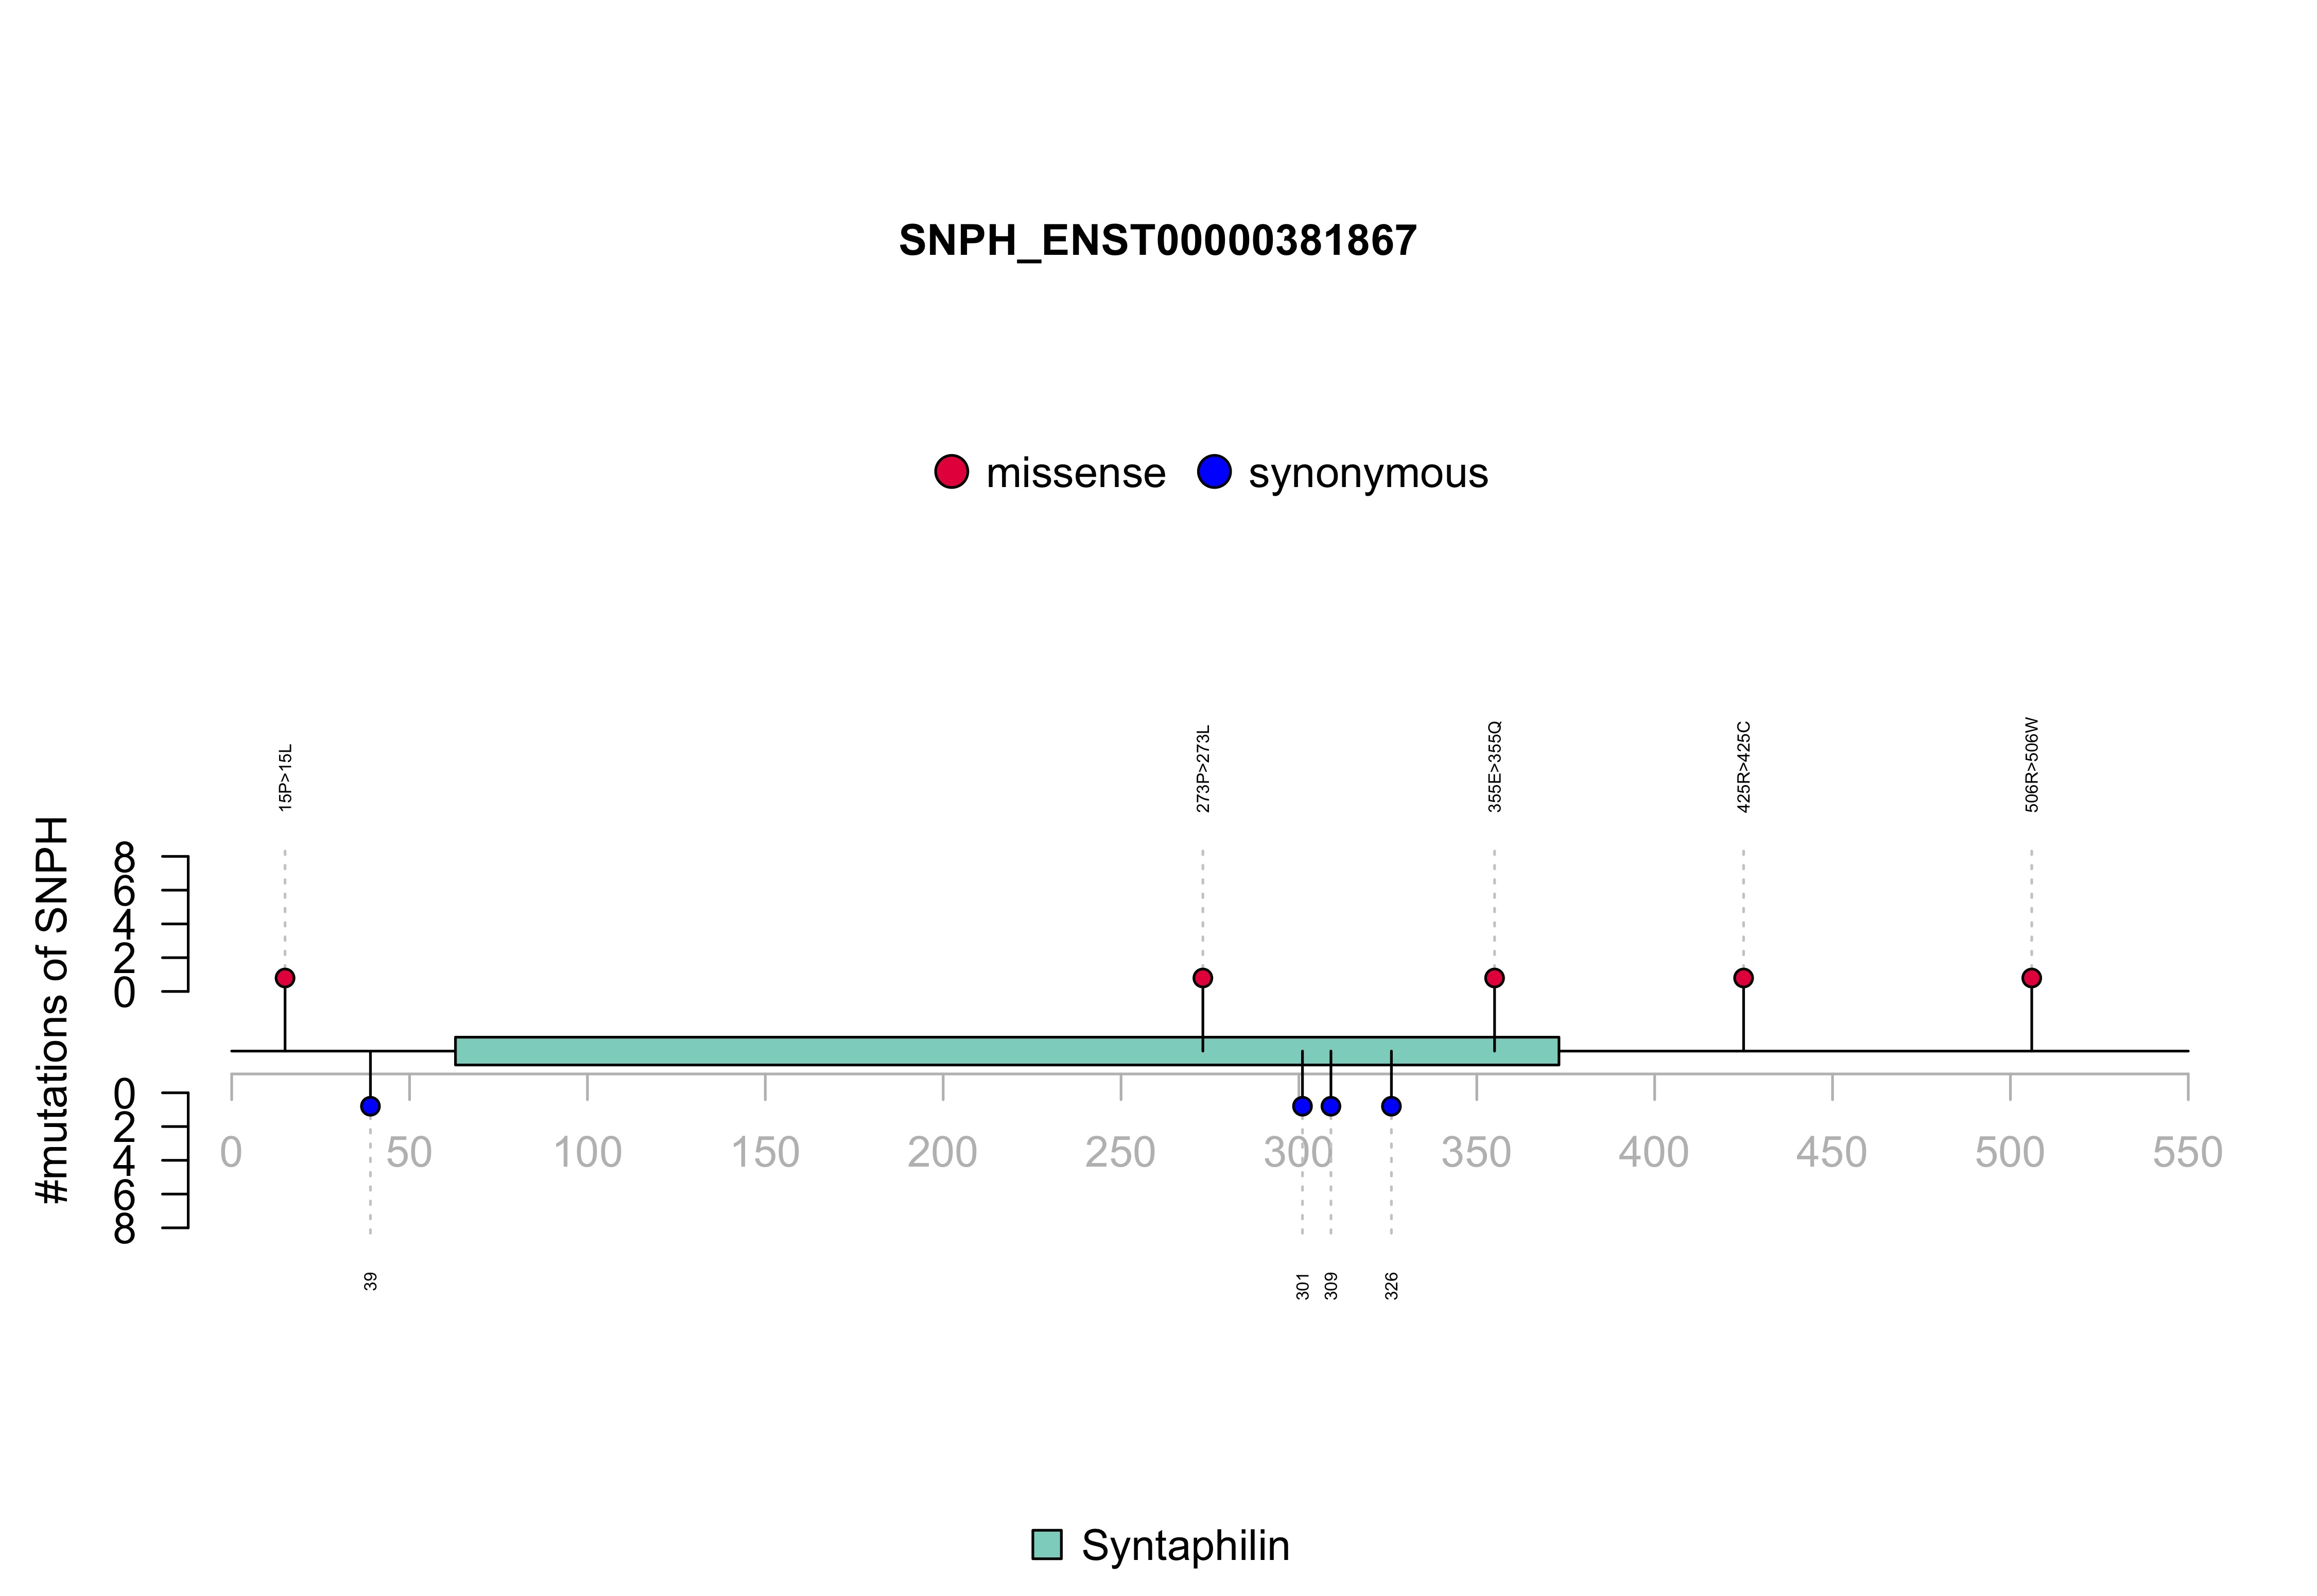 SNPH_ENST00000381867
missense synonymous
15P>15L 273P>273L 355E>355Q 425R>425C 506R>506W
#mutations of SNPH
8
6
4
2
0
0
2
4
6
8
0 50 100 150 200 250 300 350 400 450 500 550
39 301 309 326
Syntaphilin